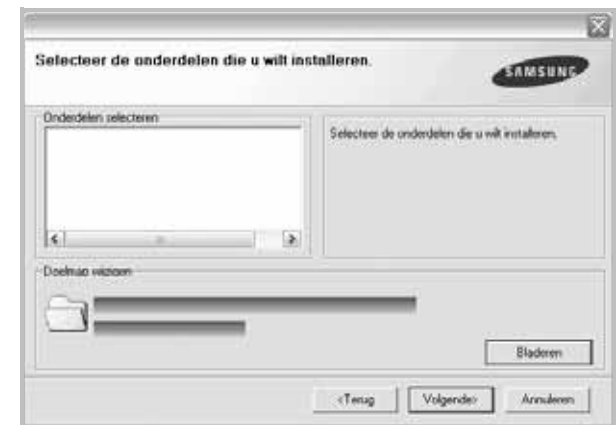 Selecteer de onderdelen die u wilt installeren.
SAMSUNG
Onderdelen selecteren
Selecteer de onderdelen die u wilt installeren.
Doelmap wijzigen
Bladeren
<Terug
Volgende>
Annuleren